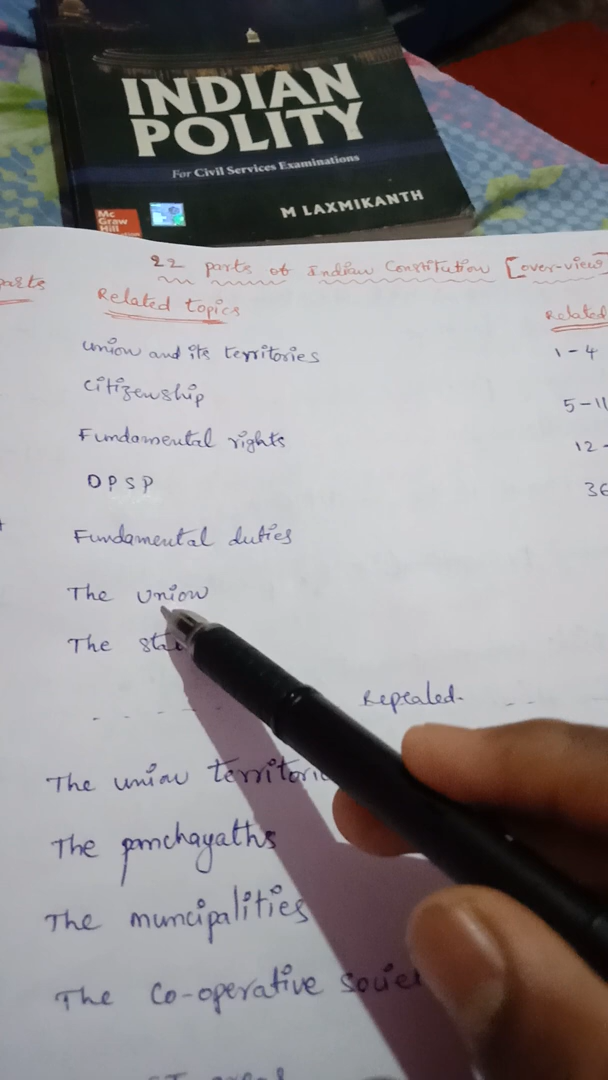 INDIAN
POLITY
For Civil Services Examinations
M LAXMIKANTH
Mc
Graw
Hill
22 parts of Indian Constitution [over-view]
parts
Related topics
Related
Union and its territories 1-4
Citizenship 5-11
Fundamental rights 12-
DPSP 36
Fundamental duties
The Union
The
Repealed.
The union
The panchayaths
The muncipalities
The co-operative